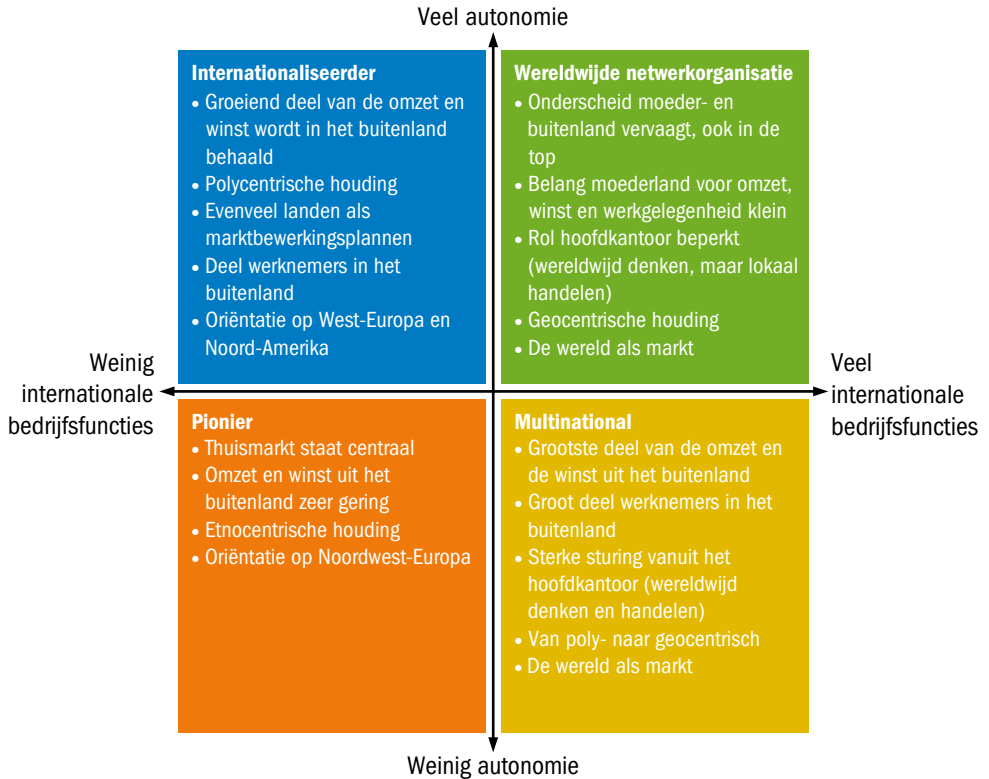 Veel autonomie
Internationaliseerder
• Groeiend deel van de omzet en
winst wordt in het buitenland
behaald
• Polycentrische houding
• Evenveel landen als
marktbewerkingsplannen
• Deel werknemers in het
buitenland
• Oriëntatie op West-Europa en
Noord-Amerika
Wereldwijde netwerkorganisatie
• Onderscheid moeder- en
buitenland vervaagt, ook in de
top
• Belang moederland voor omzet,
winst en werkgelegenheid klein
• Rol hoofdkantoor beperkt
(wereldwijd denken, maar lokaal
handelen)
• Geocentrische houding
• De wereld als markt
Weinig
internationale
bedrijfsfuncties
Veel
internationale
bedrijfsfuncties
Pionier
• Thuismarkt staat centraal
• Omzet en winst uit het
buitenland zeer gering
• Etnocentrische houding
• Oriëntatie op Noordwest-Europa
Multinational
• Grootste deel van de omzet en
de winst uit het buitenland
• Groot deel werknemers in het
buitenland
• Sterke sturing vanuit het
hoofdkantoor (wereldwijd
denken en handelen)
• Van poly- naar geocentrisch
• De wereld als markt
Weinig autonomie